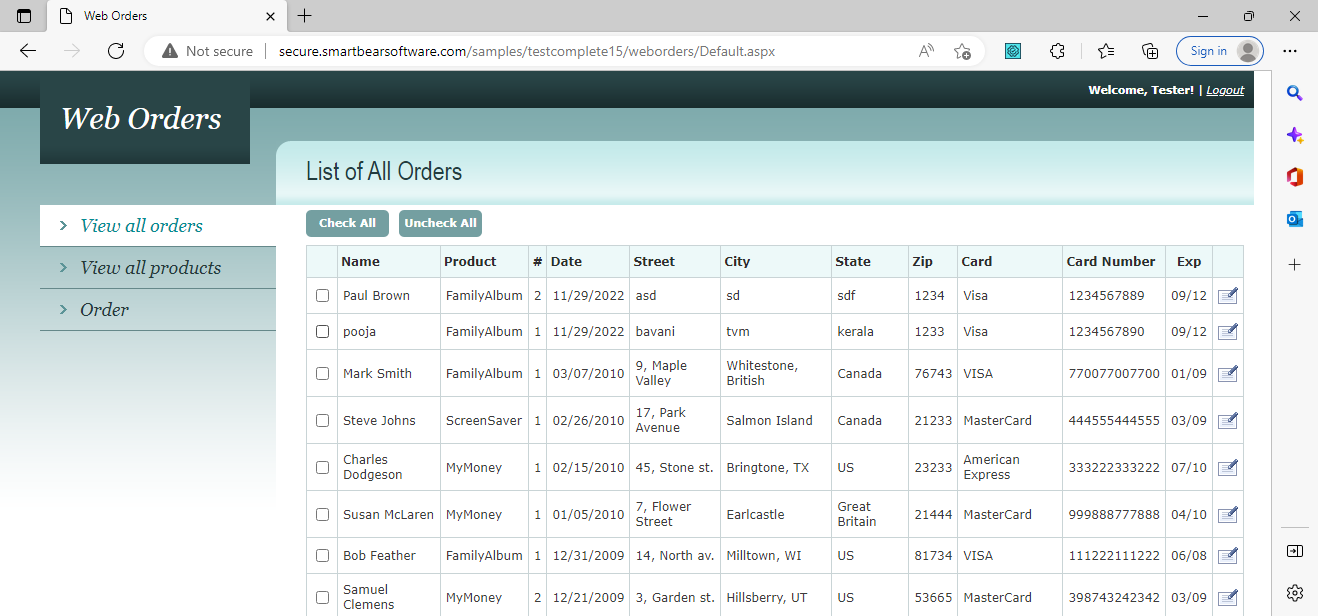 Web Orders
Not secure
secure.smartbearsoftware.com/samples/testcomplete15/weborders/Default.aspx
Sign in
Welcome, Tester! | Logout
Web Orders
List of All Orders
View all orders
View all products
Order
Check All Uncheck All
Name Product # Date Street City State Zip Card Card Number Exp
Paul Brown FamilyAlbum 2 11/29/2022 asd sd sdf 1234 Visa 1234567889 09/12
pooja FamilyAlbum 1 11/29/2022 bavani tvm kerala 1233 Visa 1234567890 09/12
Mark Smith FamilyAlbum 1 03/07/2010 9, Maple Valley Whitestone, British Canada 76743 VISA 770077007700 01/09
Steve Johns ScreenSaver 1 02/26/2010 17, Park Avenue Salmon Island Canada 21233 MasterCard 444555444555 03/09
Charles Dodgeson MyMoney 1 02/15/2010 45, Stone st. Bringtone, TX US 23233 American Express 333222333222 07/10
Susan McLaren MyMoney 1 01/05/2010 7, Flower Street Earlcastle Great Britain 21444 MasterCard 999888777888 04/10
Bob Feather FamilyAlbum 1 12/31/2009 14, North av. Milltown, WI US 81734 VISA 111222111222 06/08
Samuel Clemens MyMoney 2 12/21/2009 3, Garden st. Hillsberry, UT US 53665 MasterCard 398743242342 03/09